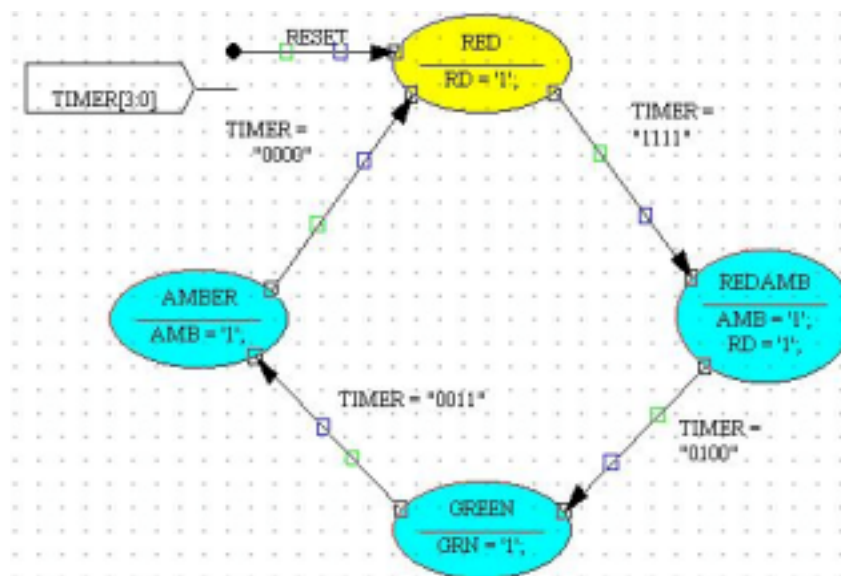 RESET
RED
RD = '1';
TIMER[3:0]
TIMER =
"0000"
TIMER =
"1111"
AMBER
AMB = '1';
REDAMB
AMB = '1';
RD = '1';
TIMER = "0011"
TIMER =
"0100"
GREEN
GRN = '1';